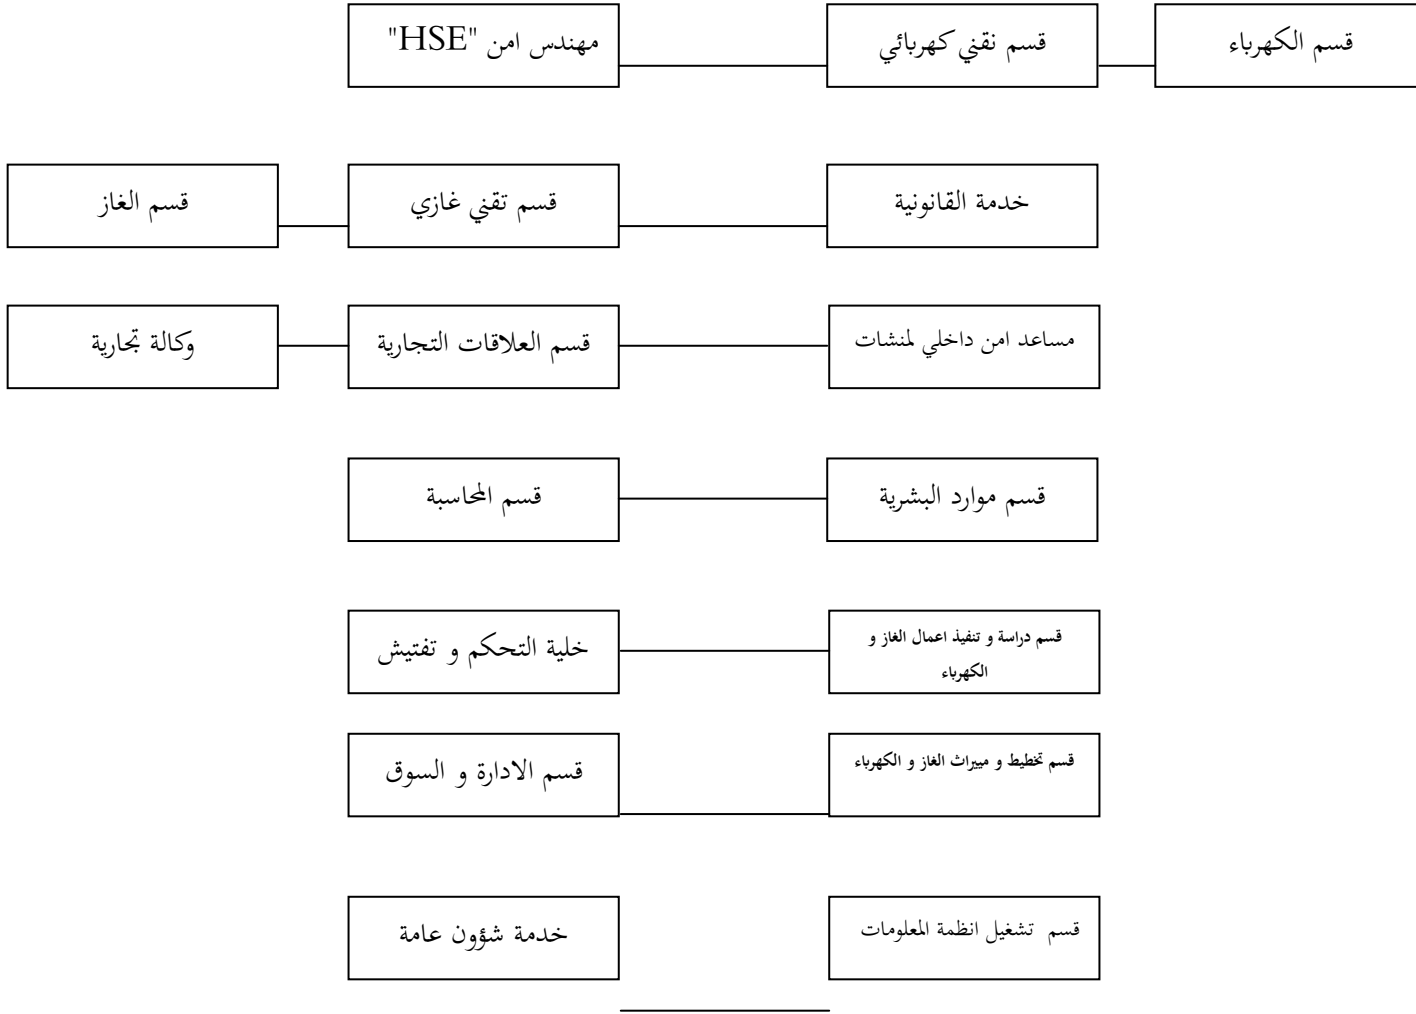 قسم الكهرباء
قسم نقني كهربائي
مهندس امن "HSE"
خدمة القانونية
قسم تقني غازي
قسم الغاز
مساعد امن داخلي لمنشات
قسم العلاقات التجارية
وكالة تجارية
قسم موارد البشرية
قسم المحاسبة
قسم دراسة و تنفيذ اعمال الغاز و
الكهرباء
خلية التحكم و تفتيش
قسم تخطيط و مييراث الغاز و الكهرباء
قسم الادارة و السوق
قسم تشغيل انظمة المعلومات
خدمة شؤون عامة